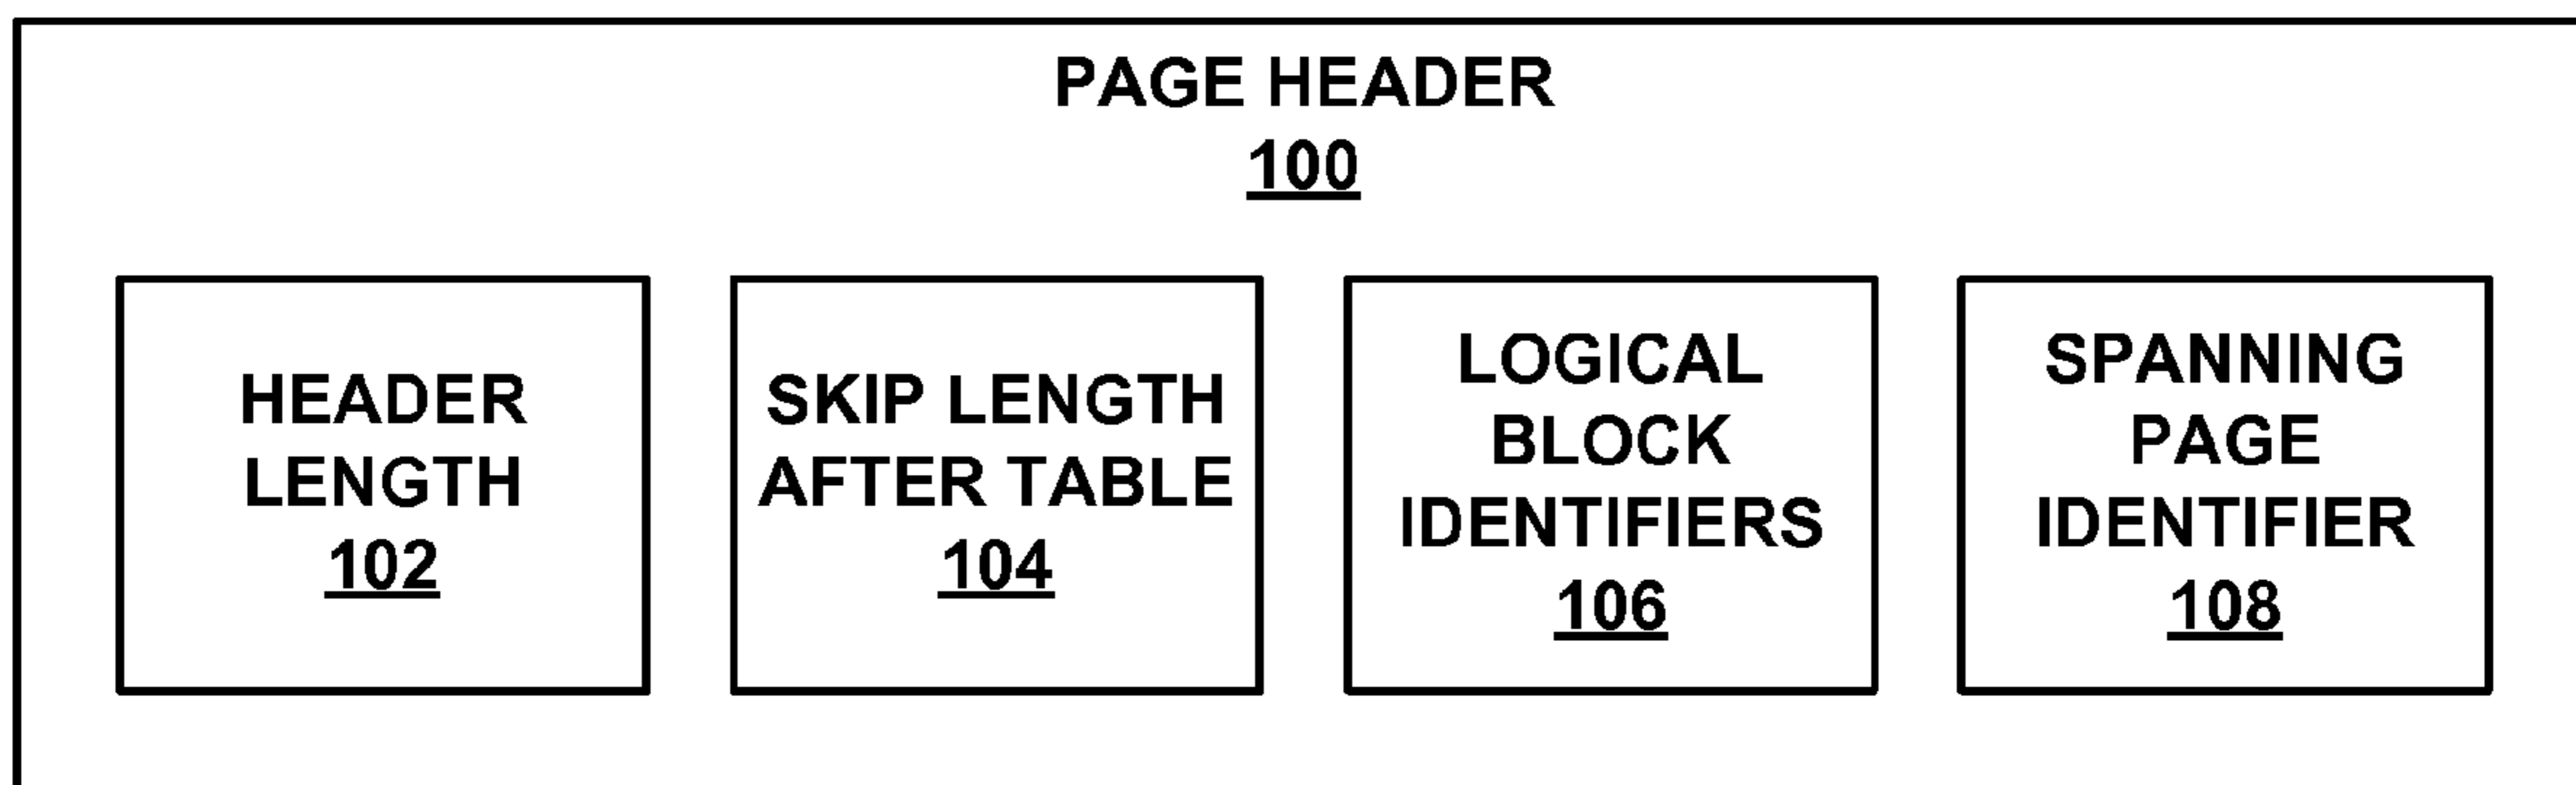 PAGE HEADER
100
HEADER
LENGTH
102
SKIP LENGTH
AFTER TABLE
104
LOGICAL
BLOCK
IDENTIFIERS
106
SPANNING
PAGE
IDENTIFIER
108